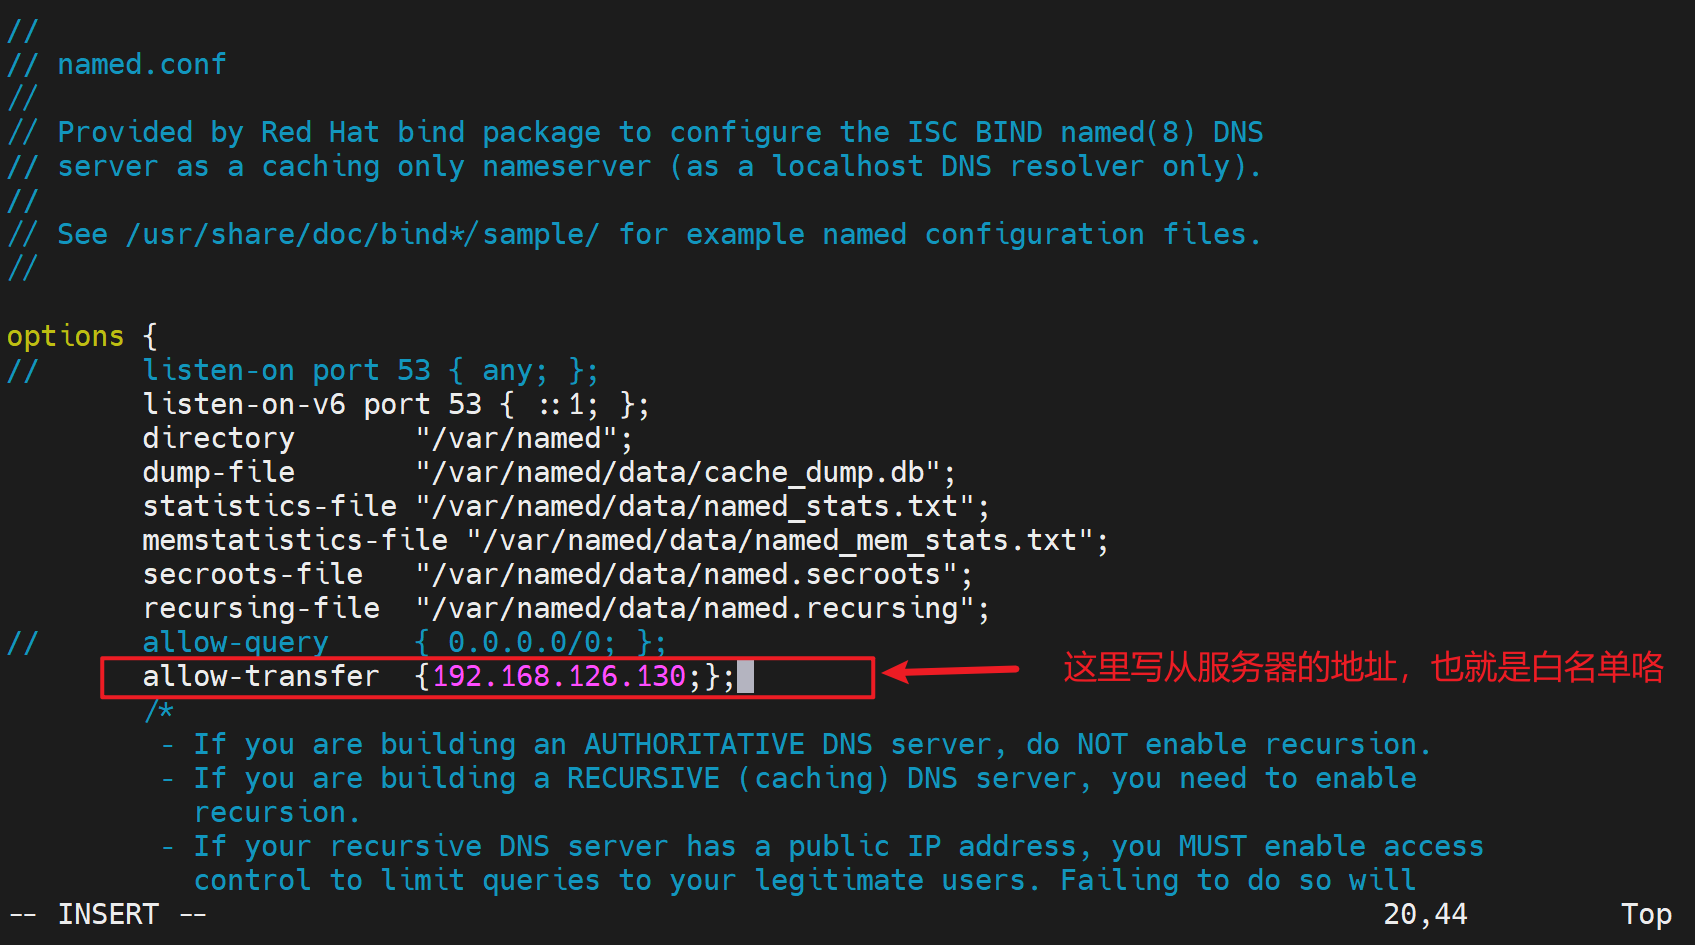 //
// named.conf
//
// Provided by Red Hat bind package to configure the ISC BIND named(8) DNS
// server as a caching only nameserver (as a localhost DNS resolver only).
//
// See /usr/share/doc/bind*/sample/ for example named configuration files.
//
options {
//      listen-on port 53 { any; };
        listen-on-v6 port 53 { ::1; };
        directory       "/var/named";
        dump-file       "/var/named/data/cache_dump.db";
        statistics-file "/var/named/data/named_stats.txt";
        memstatistics-file "/var/named/data/named_mem_stats.txt";
        secroots-file   "/var/named/data/named.secroots";
        recursing-file  "/var/named/data/named.recursing";
//      allow-query     { 0.0.0.0/0; };
        allow-transfer  {192.168.126.130;};
这里写从服务器的地址，也就是白名单咯
        /*
         - If you are building an AUTHORITATIVE DNS server, do NOT enable recursion.
         - If you are building a RECURSIVE (caching) DNS server, you need to enable
           recursion.
         - If your recursive DNS server has a public IP address, you MUST enable access
           control to limit queries to your legitimate users. Failing to do so will
-- INSERT --                                                                     20,44         Top